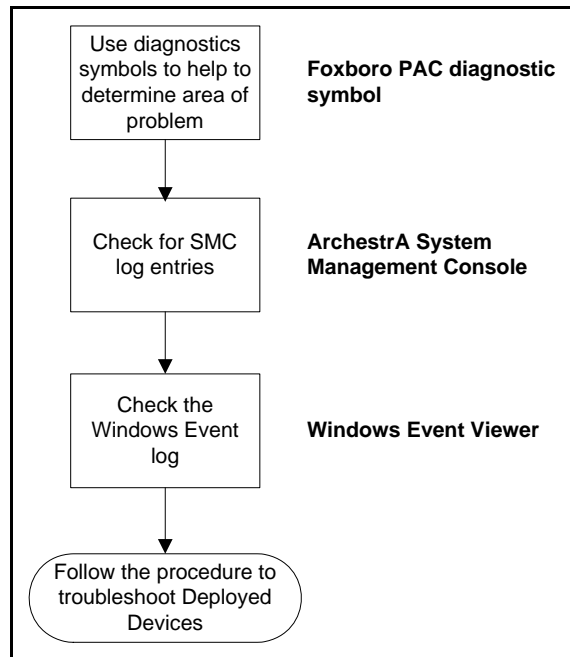 Use diagnostics
symbols to help to
determine area of
problem
Foxboro PAC diagnostic
symbol
Check for SMC
log entries
ArchestrA System
Management Console
Check the
Windows Event
log
Windows Event Viewer
Follow the procedure to
troubleshoot Deployed
Devices